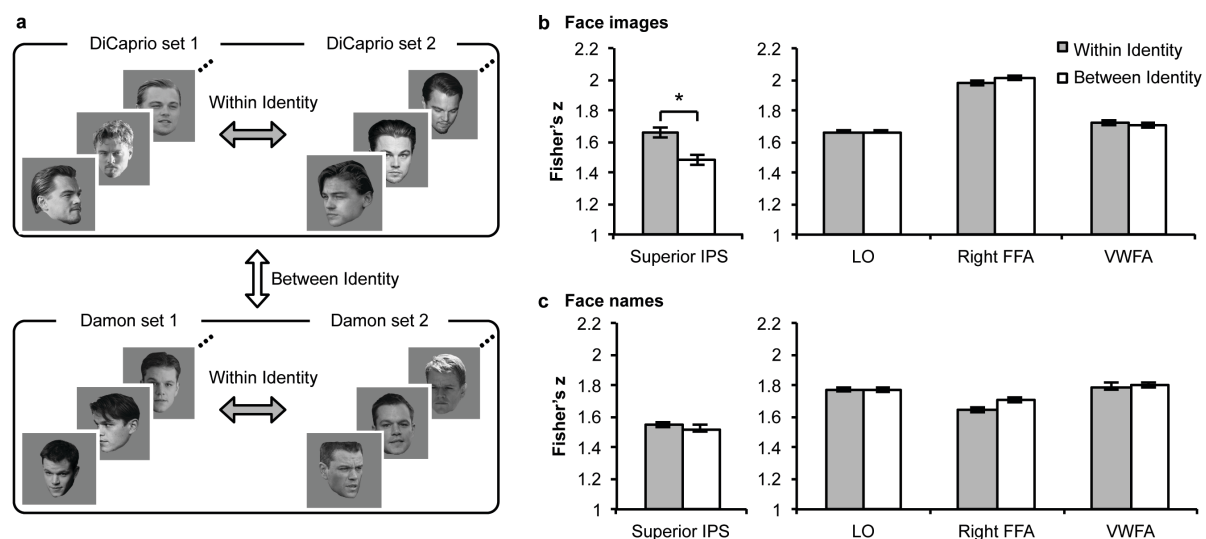 a
DiCaprio set 1
DiCaprio set 2
Within Identity
Between Identity
Damon set 1
Damon set 2
Within Identity
b Face images
Fisher's z
2.2
2
1.8
1.6
1.4
1.2
1
*
Superior IPS
2.2
2
1.8
1.6
1.4
1.2
1
Within Identity
Between Identity
LO
Right FFA
VWFA
c Face names
Fisher's z
2.2
2
1.8
1.6
1.4
1.2
1
Superior IPS
2.2
2
1.8
1.6
1.4
1.2
1
LO
Right FFA
VWFA